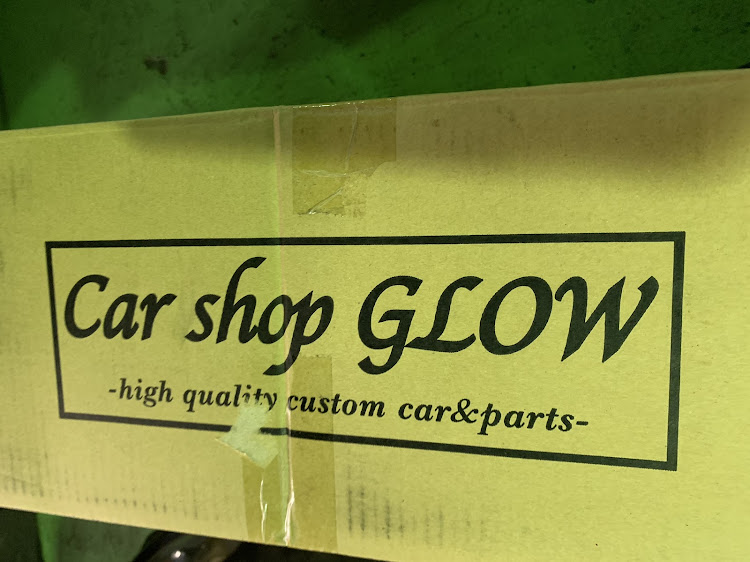 Car shop GLOW
-high quality custom car&parts-